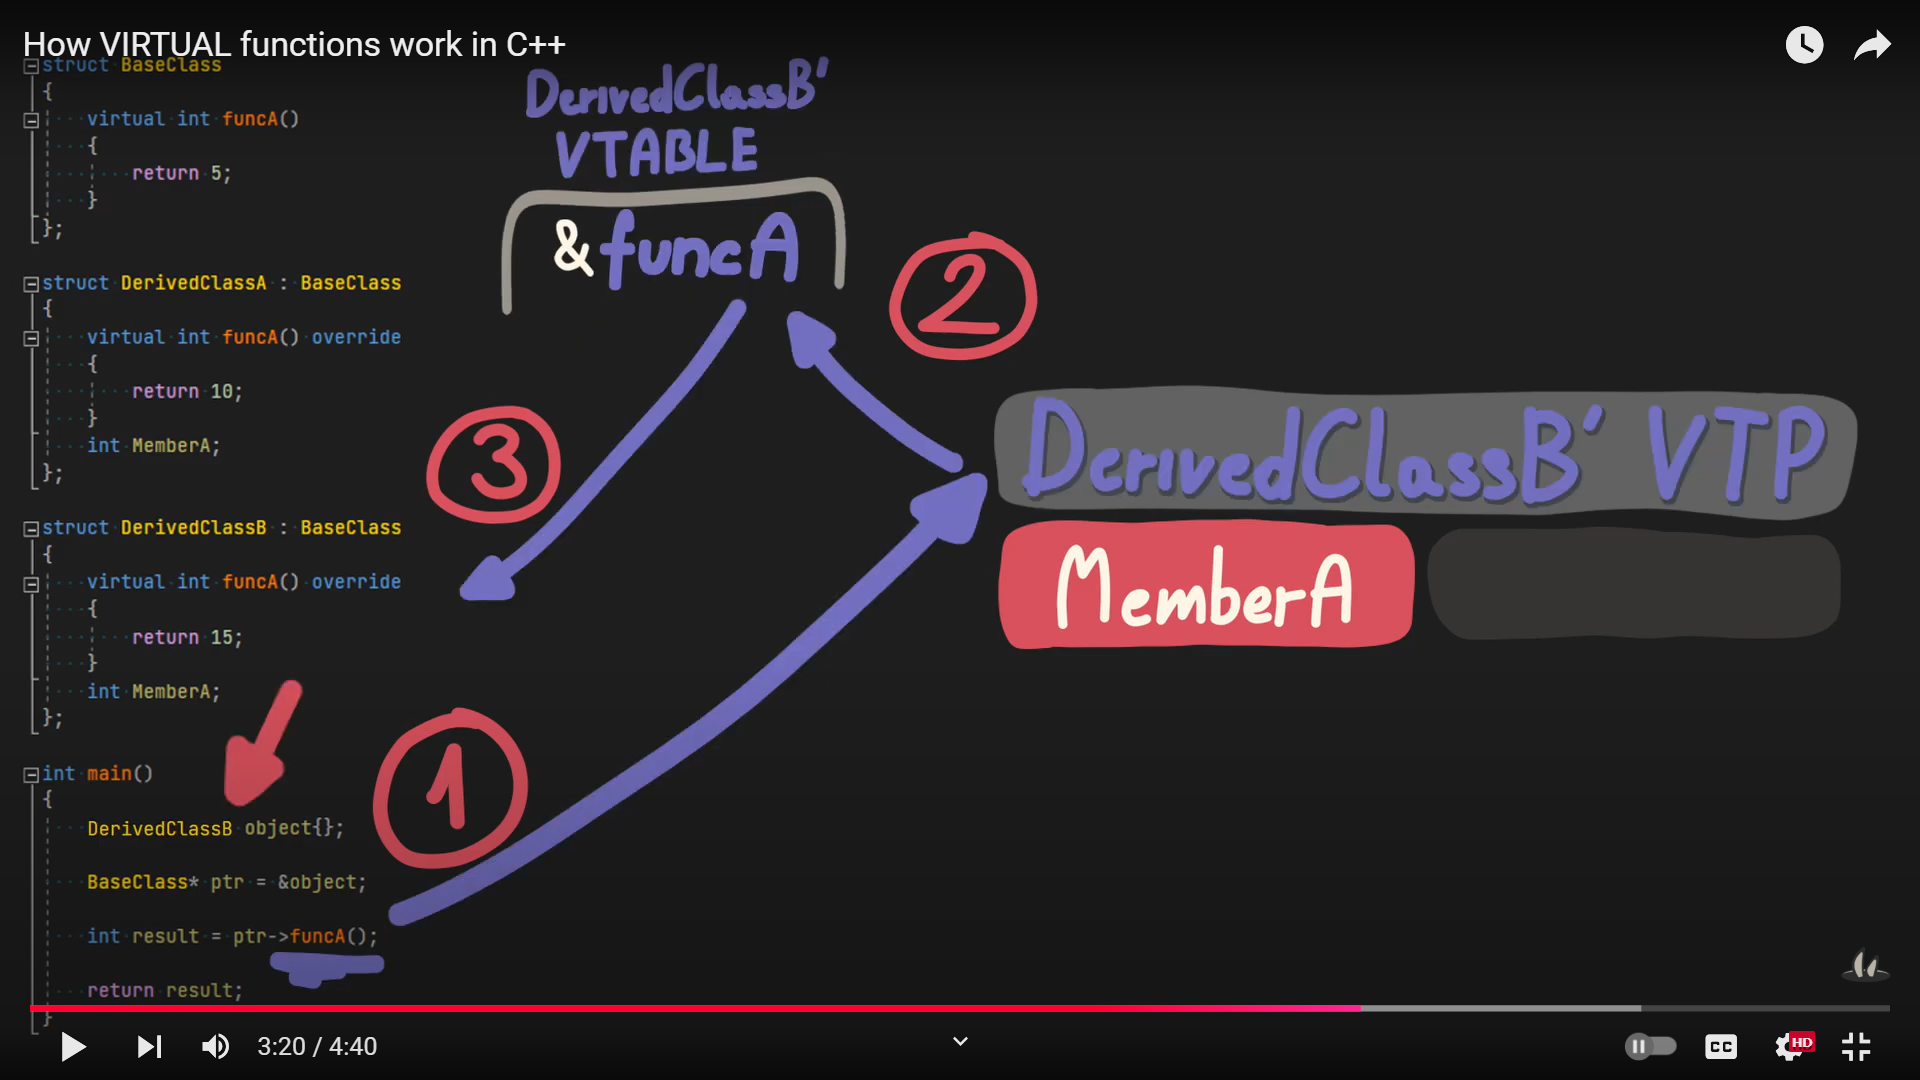 How VIRTUAL functions work in C++
struct BaseClass
{
virtual int funcA()
{
return 5;
}
};
struct DerivedClassA : BaseClass
{
virtual int funcA() override
{
return 10;
}
int MemberA;
};
struct DerivedClassB : BaseClass
{
virtual int funcA() override
{
return 15;
}
int MemberA;
};
int main()
{
DerivedClassB object{};
BaseClass* ptr = &object;
int result = ptr->funcA();
return result;
}
DerivedClassB'
VTABLE
&funcA
2
3
1
DerivedClassB' VTP
MemberA
3:20 / 4:40
CC
HD